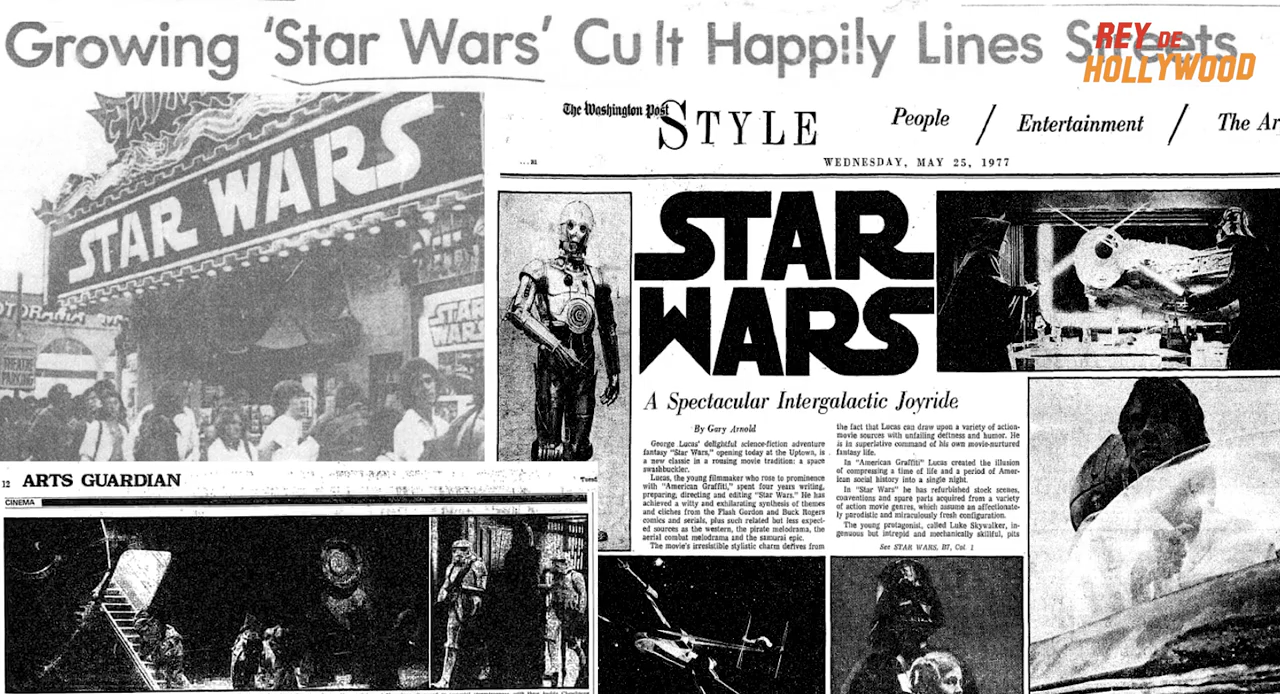 Growing 'Star Wars' Cult Happily Lines Streets
REY DE
HOLLYWOOD
STAR WARS
THEATRE
PARKING
STAR
WARS
The Washington Post
STYLE
People / Entertainment / The Ar
...B1
WEDNESDAY, MAY 25, 1977
STAR
WARS
A Spectacular Intergalactic Joyride
By Gary Arnold
George Lucas' delightful science-fiction adventure
fantasy "Star Wars," opening today at the Uptown, is
a new classic in a rousing movie tradition: a space
swashbuckler.
Lucas, the young filmmaker who rose to prominence
with "American Graffiti," spent four years writing,
preparing, directing and editing "Star Wars." He has
achieved a witty and exhilarating synthesis of themes
and cliches from the Flash Gordon and Buck Rogers
comics and serials, plus such related but less expect-
ed sources as the western, the pirate melodrama, the
aerial combat melodrama and the samurai epic.
The movie's irresistible stylistic charm derives from
the fact that Lucas can draw upon a variety of action-
movie sources with unfailing deftness and humor. He
is in superlative command of his own movie-nurtured
fantasy life.
In "American Graffiti" Lucas created the illusion
of compressing a time of life and a period of Amer-
ican social history into a single night.
In "Star Wars" he has refurbished stock scenes,
conventions and spare parts acquired from a variety
of action movie genres, which assume an affectionate-
ly parodistic and miraculously fresh configuration.
The young protagonist, called Luke Skywalker, in-
genuous but intrepid and mechanically skillful, pits
See STAR WARS, B7, Col. 1
12 ARTS GUARDIAN
Tuesd
CINEMA